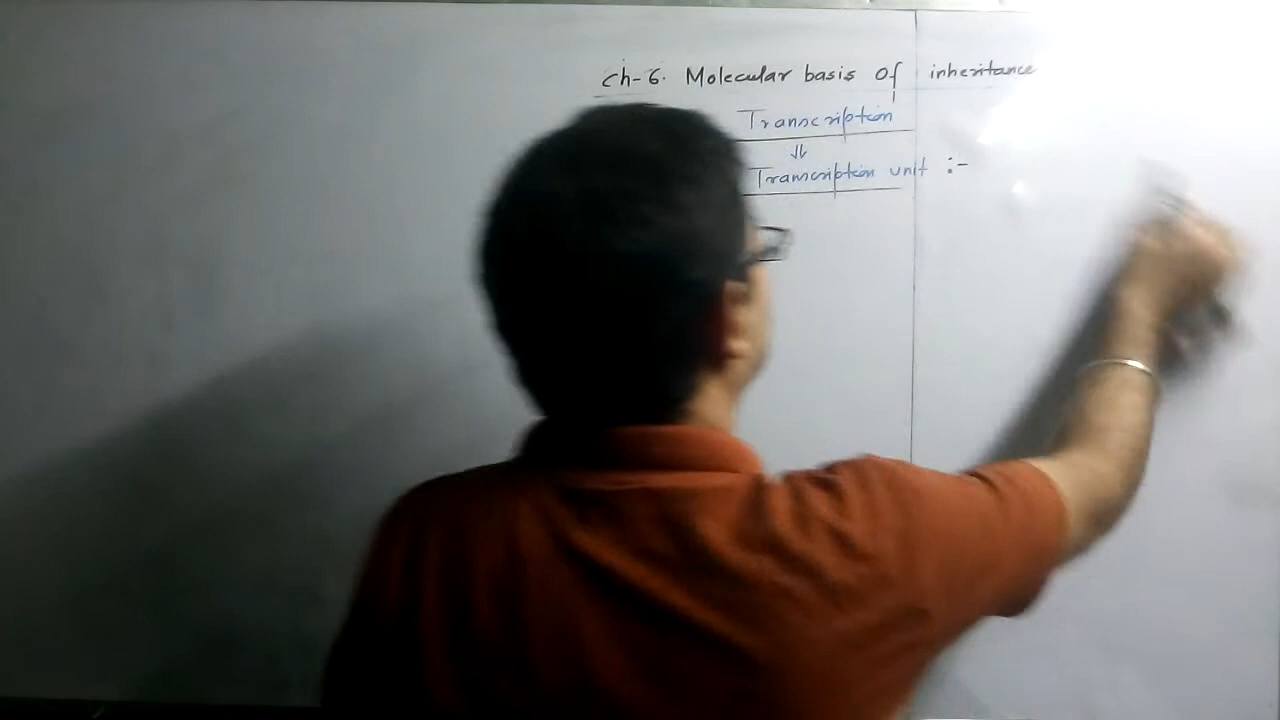 Ch-6. Molecular basis of inheritance
Transcription
⇓
Transcription unit :-